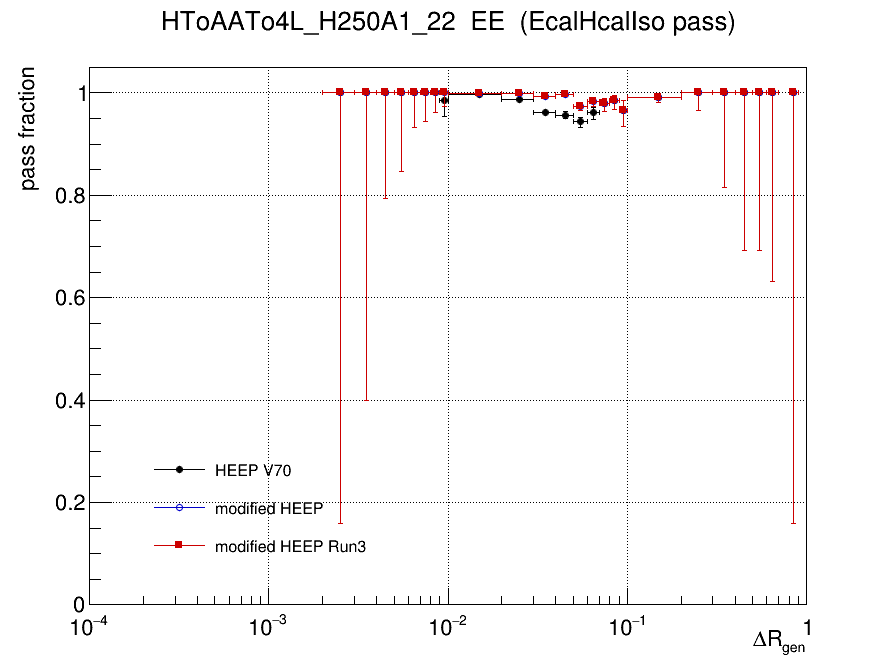 HToAATo4L_H250A1_22 EE (EcalHcalIso pass)
pass fraction
1
0.8
0.6
0.4
0.2
0
HEEP V70
modified HEEP
modified HEEP Run3
10⁻⁴
10⁻³
10⁻²
10⁻¹
1
ΔR_gen